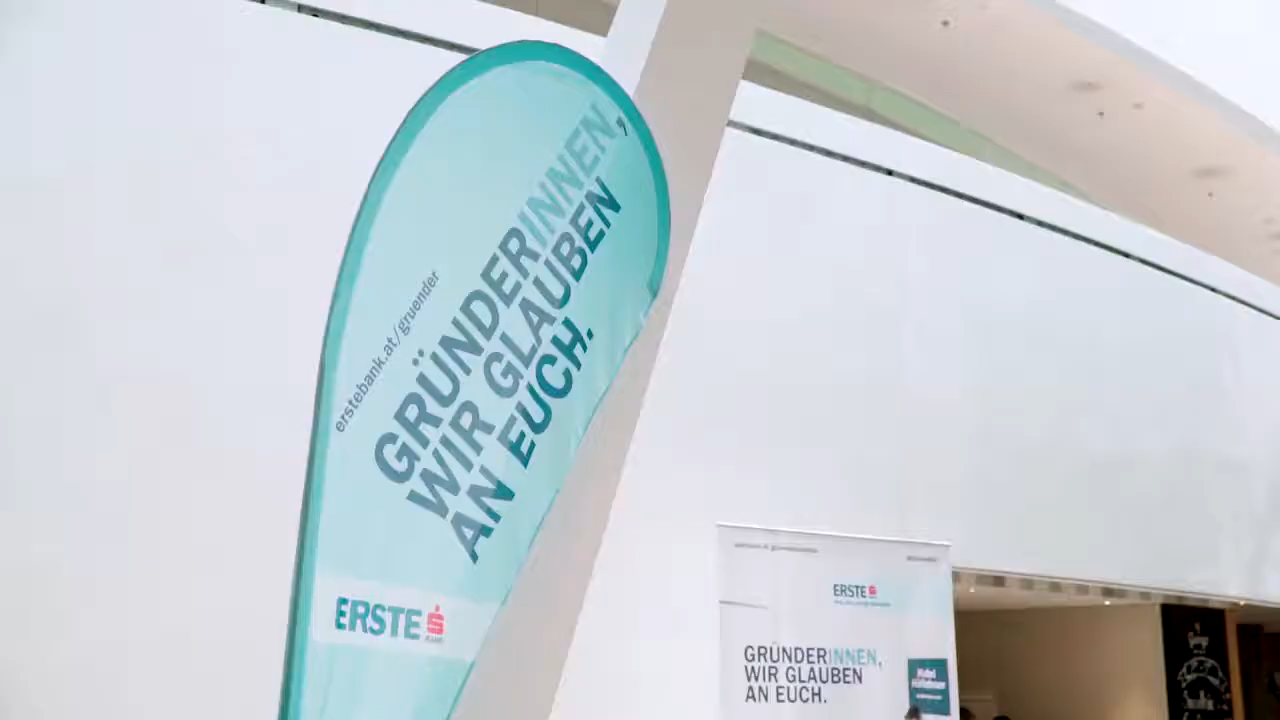 erstebank.at/gruender
GRÜNDERINNEN,
WIR GLAUBEN
AN EUCH.
ERSTE
ERSTE
GRÜNDERINNEN,
WIR GLAUBEN
AN EUCH.